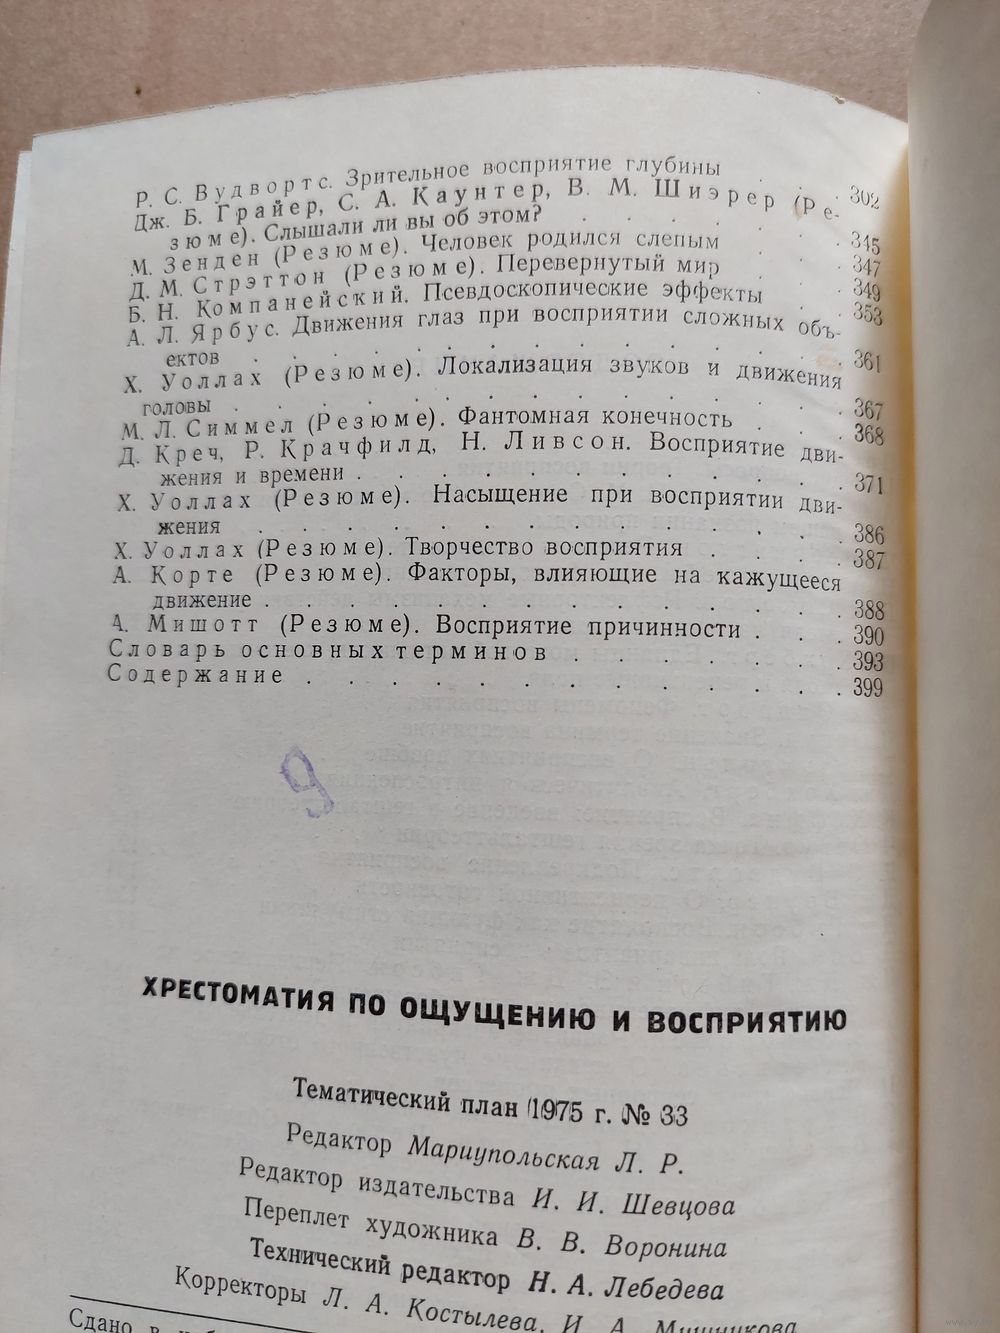 Р. С. Вудвортс. Зрительное восприятие глубины . . . 302
Дж. Б. Грайер, С. А. Каунтер, В. М. Шиэрер (Ре-
зюме). Слышали ли вы об этом? . . . . . . 345
М. Зенден (Резюме). Человек родился слепым . . . 347
Д. М. Стрэттон (Резюме). Перевернутый мир . . . 349
Б. Н. Компанейский. Псевдоскопические эффекты . . 353
А. Л. Ярбус. Движения глаз при восприятии сложных объ-
ектов . . . . . . . . . . . . . 361
Х. Уоллах (Резюме). Локализация звуков и движения
головы . . . . . . . . . . . . . 367
М. Л. Симмел (Резюме). Фантомная конечность . . . 368
Д. Креч, Р. Крачфилд, Н. Ливсон. Восприятие дви-
жения и времени . . . . . . . . . . . 371
Х. Уоллах (Резюме). Насыщение при восприятии дви-
жения . . . . . . . . . . . . . 386
Х. Уоллах (Резюме). Творчество восприятия . . . . 387
А. Корте (Резюме). Факторы, влияющие на кажущееся
движение . . . . . . . . . . . . . 388
А. Мишотт (Резюме). Восприятие причинности . . . 390
Словарь основных терминов . . . . . . . 393
Содержание . . . . . . . . . . . . 399
9
ХРЕСТОМАТИЯ ПО ОЩУЩЕНИЮ И ВОСПРИЯТИЮ
Тематический план 1975 г. № 33
Редактор Мариупольская Л. Р.
Редактор издательства И. И. Шевцова
Переплет художника В. В. Воронина
Технический редактор Н. А. Лебедева
Корректоры Л. А. Костылева, И. А. Мушникова
Сдано в